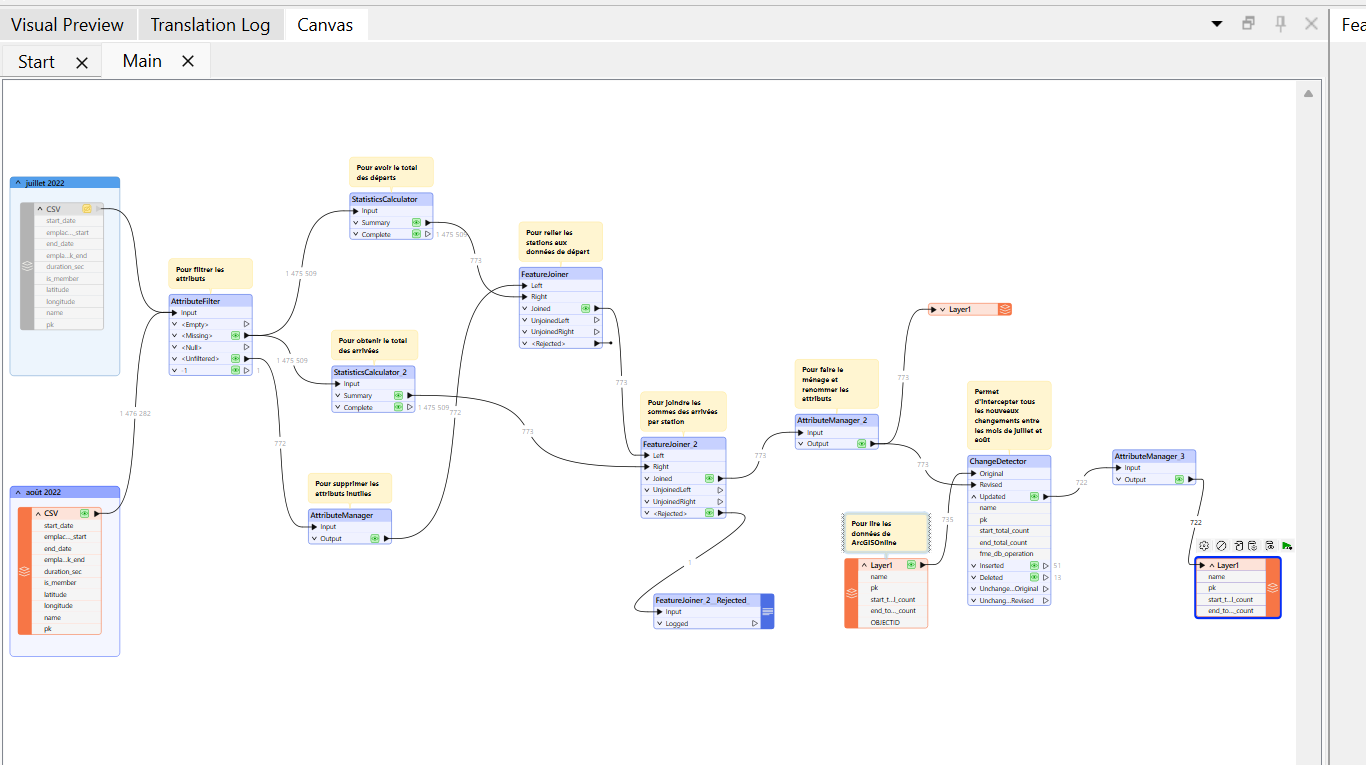 Visual Preview
Translation Log
Canvas
Fea
Start
Main
juillet 2022
CSV
start_date
emplac..._start
end_date
empla...k_end
duration_sec
is_member
latitude
longitude
name
pk
août 2022
CSV
start_date
emplac..._start
end_date
empla...k_end
duration_sec
is_member
latitude
longitude
name
pk
1 476 282
Pour filtrer les
attributs
AttributeFilter
Input
<Empty>
<Missing>
<Null>
<Unfiltered>
-1
1
1 475 509
1 475 509
772
Pour avoir le total
des départs
StatisticsCalculator
Input
Summary
Complete
1 475 509
773
Pour obtenir le total
des arrivées
StatisticsCalculator_2
Input
Summary
Complete
1 475 509
772
773
Pour supprimer les
attributs inutiles
AttributeManager
Input
Output
Pour relier les
stations aux
données de départ
FeatureJoiner
Left
Right
Joined
UnjoinedLeft
UnjoinedRight
<Rejected>
773
Pour joindre les
sommes des arrivées
par station
FeatureJoiner_2
Left
Right
Joined
UnjoinedLeft
UnjoinedRight
<Rejected>
773
1
FeatureJoiner_2_Rejected
Input
Logged
Pour faire le
ménage et
renommer les
attributs
AttributeManager_2
Input
Output
773
773
Layer1
Pour lire les
données de
ArcGISOnline
Layer1
name
pk
start_t...l_count
end_to..._count
OBJECTID
735
Permet
d'intercepter tous
les nouveaux
changements entre
les mois de juillet et
août
ChangeDetector
Original
Revised
Updated
name
pk
start_total_count
end_total_count
fme_db_operation
Inserted
51
Deleted
13
Unchange...Original
Unchang...Revised
722
AttributeManager_3
Input
Output
722
Layer1
name
pk
start_t...l_count
end_to..._count